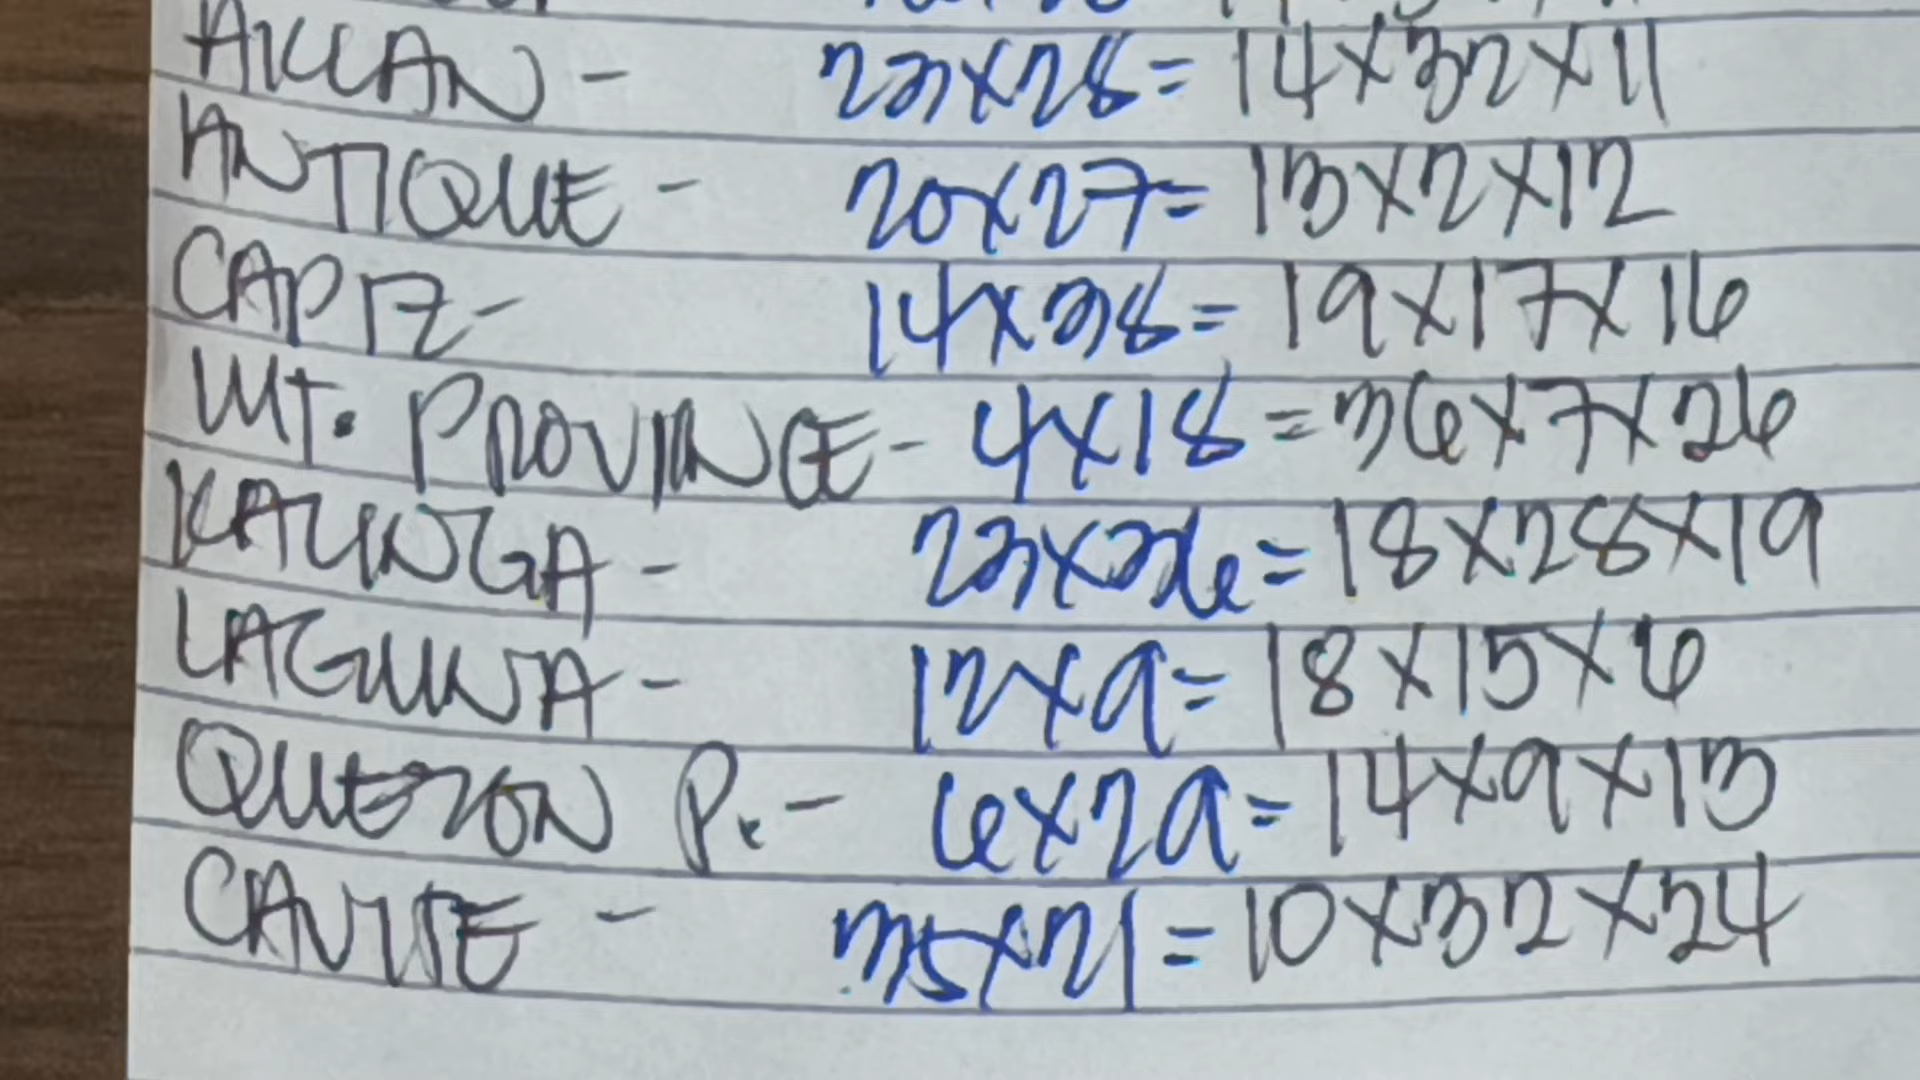 AKLAN - 23x28= 14x32x11
ANTIQUE - 20x27= 13x2x12
CAPIZ- 14x38= 19x17x16
MT. PROVINCE- 4x18=36x7x26
KALINGA - 23x36= 18x28x19
LAGUNA - 12x9= 18x15x6
QUEZON P. - 6x29= 14x9x13
CAVITE - 35x21= 10x32x24